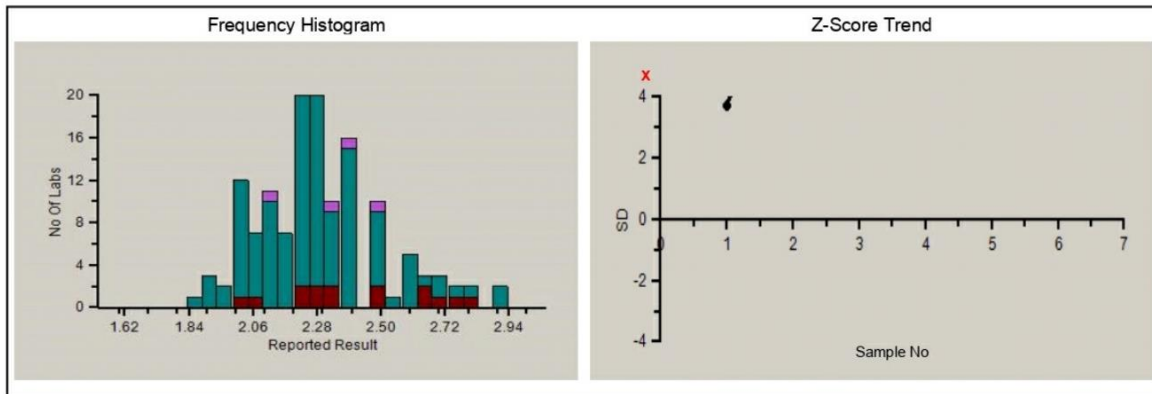 Frequency Histogram
No Of Labs
20
16
12
8
4
0
1.62 1.84 2.06 2.28 2.50 2.72 2.94
Reported Result
Z-Score Trend
X
SD
4
2
0
-2
-4
0 1 2 3 4 5 6 7
Sample No